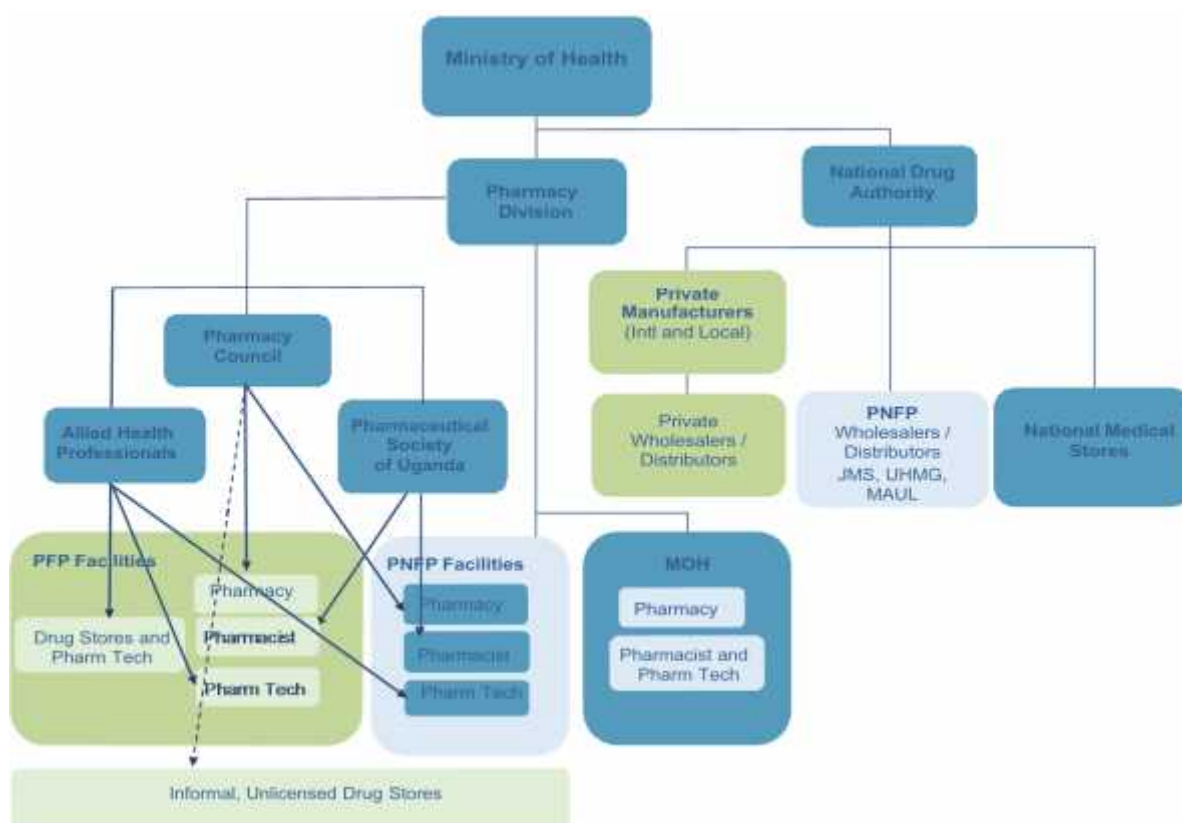 Ministry of Health
Pharmacy
Division
National Drug
Authority
Private
Manufacturers
(Intl and Local)
Pharmacy
Council
Allied Health
Professionals
Pharmaceutical
Society
of Uganda
Private
Wholesalers /
Distributors
PNFP
Wholesalers /
Distributors
JMS, UHMG,
MAUL
National Medical
Stores
PFP Facilities
Pharmacy
Drug Stores and
Pharm Tech
Pharmacist
Pharm Tech
PNFP Facilities
Pharmacy
Pharmacist
Pharm Tech
MOH
Pharmacy
Pharmacist and
Pharm Tech
Informal, Unlicensed Drug Stores